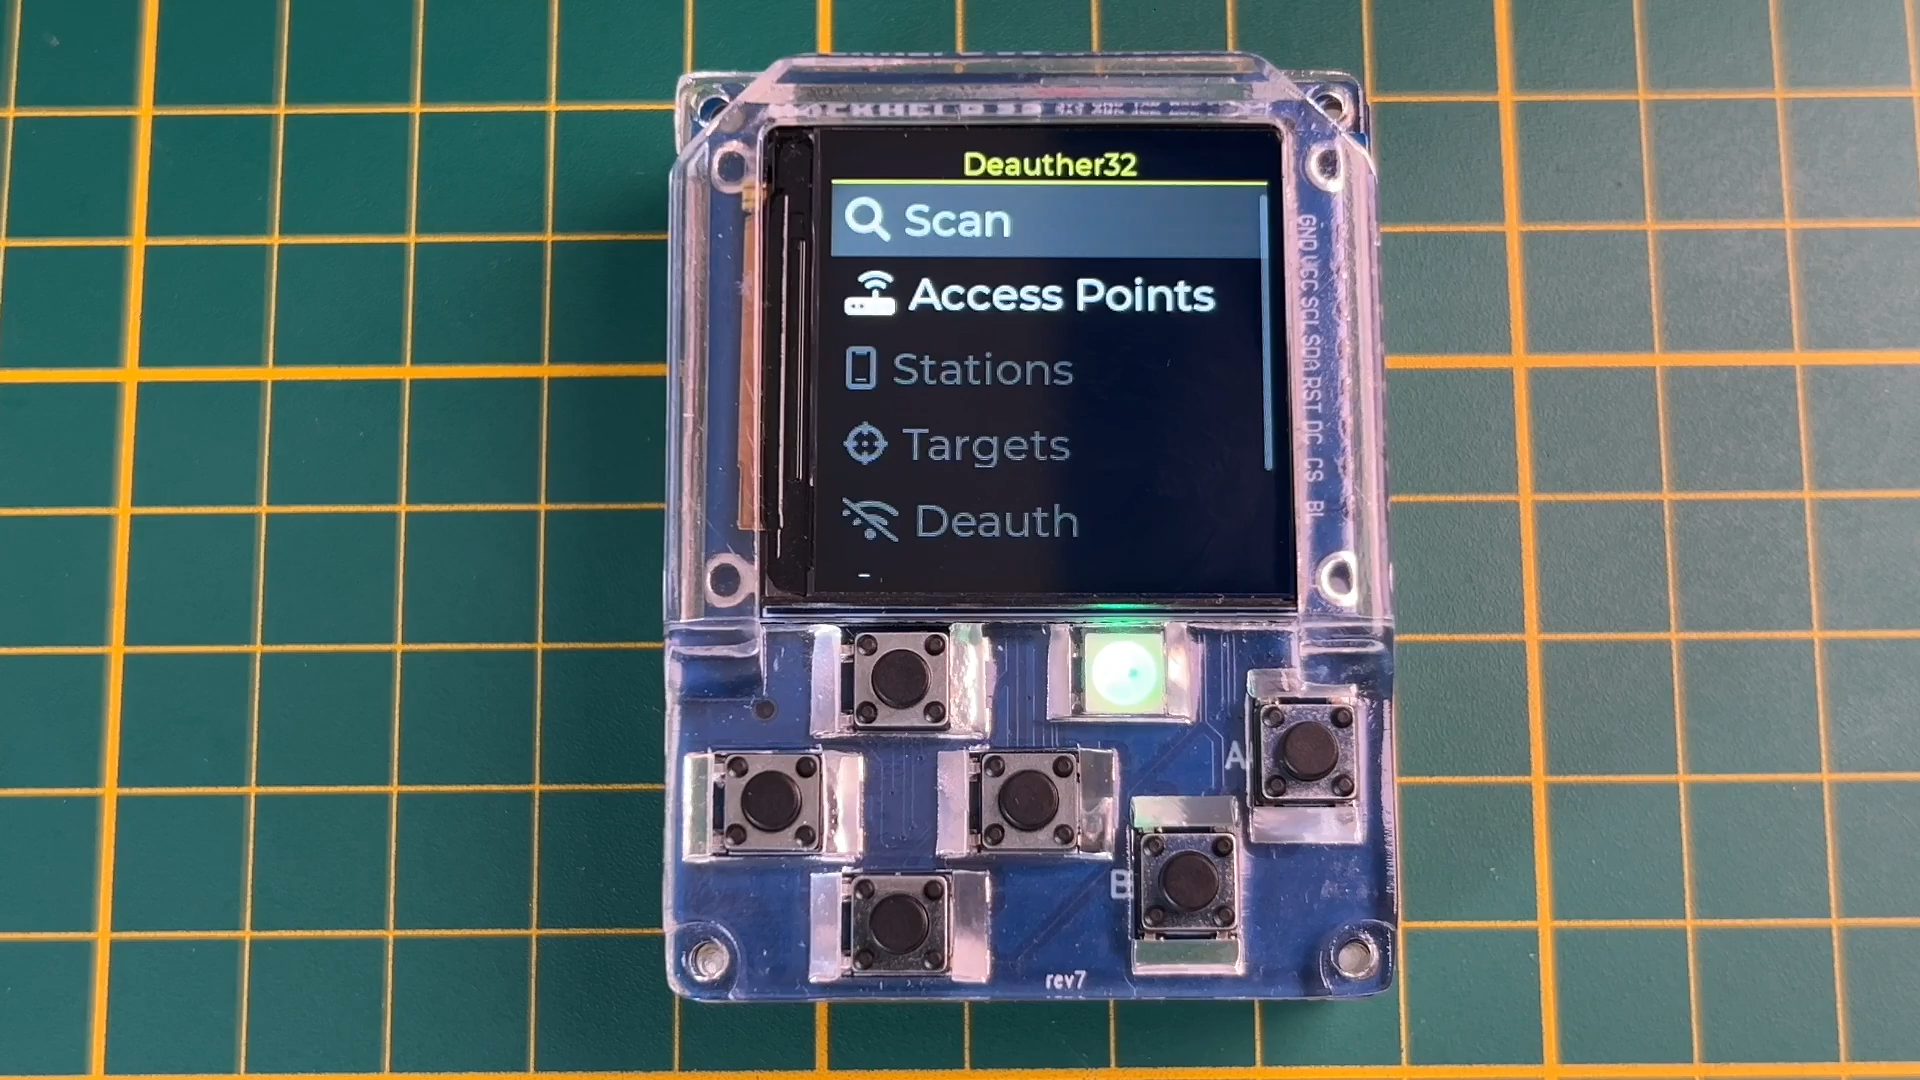 Deauther32
Scan
Access Points
Stations
Targets
Deauth
GND VCC SCL SDA RST DC CS BL
A
B
rev7